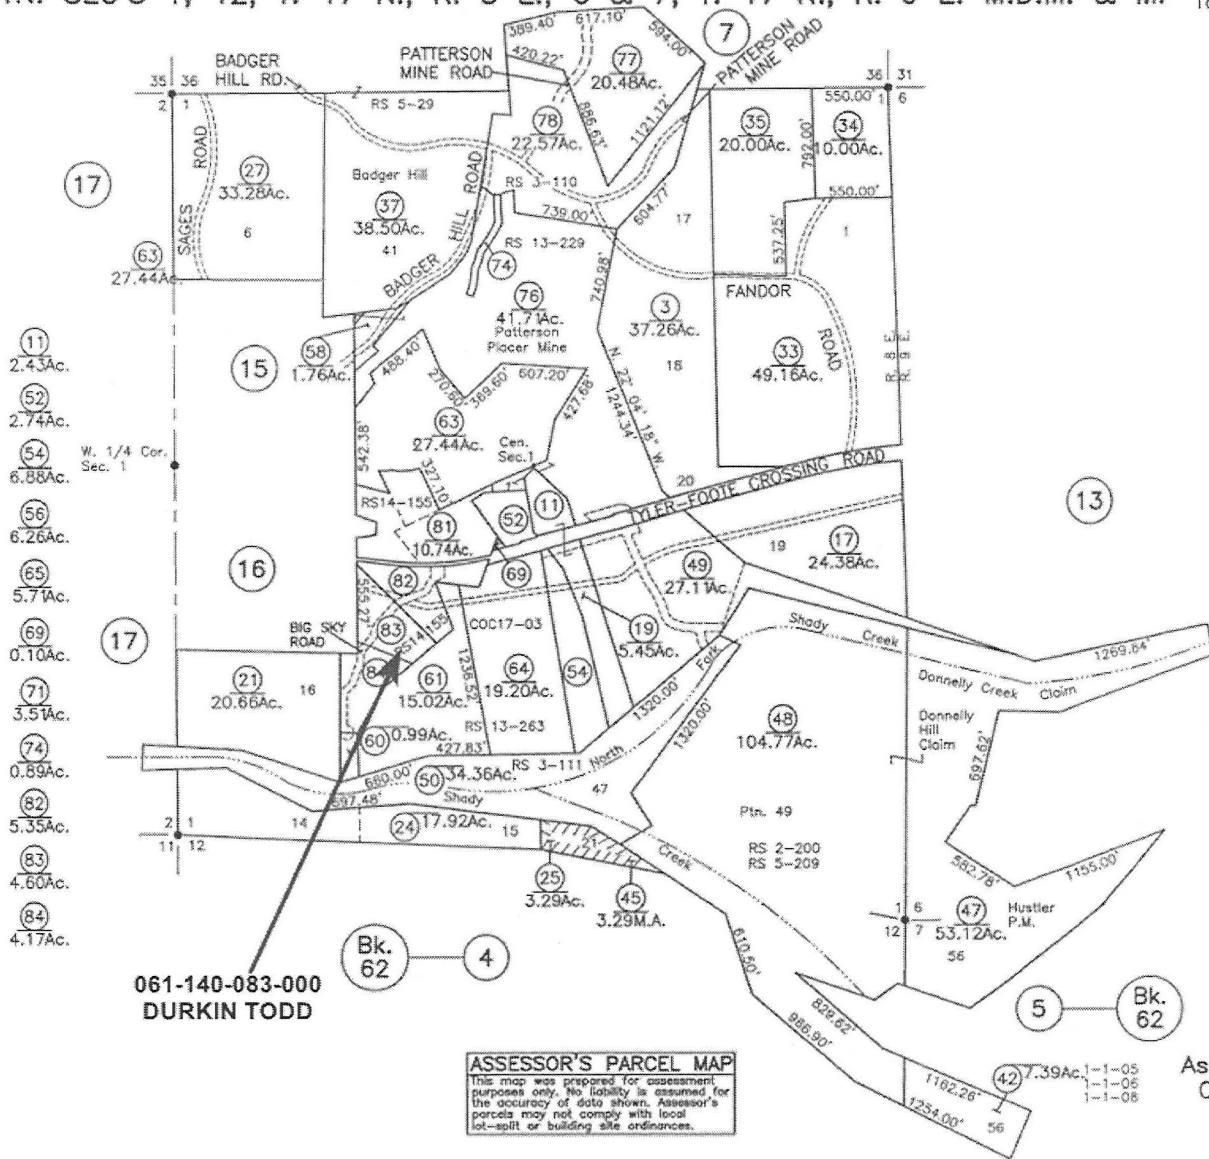 BADGER
HILL RD.
PATTERSON
MINE ROAD
389.40'
617.10'
594.00'
420.22'
77
20.48Ac.
7
PATTERSON
MINE ROAD
35 36
2 1
RS 5-29
886.63'
1121.12'
36 31
1 6
550.00'
78
22.57Ac.
35
20.00Ac.
792.00'
34
10.00Ac.
17
SAGES
ROAD
27
33.28Ac.
6
Badger Hill
37
38.50Ac.
41
BADGER
HILL
ROAD
RS 3-110
739.00'
604.77'
17
550.00'
537.25'
1
RS 13-229
63
27.44Ac.
74
740.98'
FANDOR
ROAD
76
41.71Ac.
Patterson
Placer Mine
3
37.26Ac.
18
33
49.16Ac.
11
2.43Ac.
15
58
1.76Ac.
488.40'
270.60'
369.60'
607.20'
427.68'
N 22° 04' 18" W
1244.34'
52
2.74Ac.
63
27.44Ac.
54
6.88Ac.
W. 1/4 Cor.
Sec. 1
542.38'
327.10'
Cen.
Sec.1
20
TYLER-FOOTE CROSSING ROAD
RS14-155
13
56
6.26Ac.
81
10.74Ac.
52
11
19
17
24.38Ac.
65
5.71Ac.
16
82
69
49
27.11Ac.
69
0.10Ac.
17
BIG SKY
ROAD
83
RS14-155
COC17-03
19
5.45Ac.
Shady
Creek
1269.84'
71
3.51Ac.
21
20.66Ac.
16
84
61
15.02Ac.
1238.52'
64
19.20Ac.
54
Fork
1320.00'
1320.00'
Donnelly Creek Claim
74
0.89Ac.
48
104.77Ac.
Donnelly
Hill
Claim
697.62'
60
0.99Ac.
RS 13-263
427.83'
82
5.35Ac.
660.00'
50
34.36Ac.
RS 3-111
North
697.48'
Shady
47
Ptn. 49
83
4.60Ac.
2 1
11 12
14
24
17.92Ac.
15
Creek
RS 2-200
RS 5-209
582.78'
1155.00'
84
4.17Ac.
25
3.29Ac.
21
45
3.29M.A.
1 6
12 7
47
53.12Ac.
Hustler
P.M.
56
Bk.
62
4
061-140-083-000
DURKIN TODD
610.50'
829.62'
986.90'
5
Bk.
62
ASSESSOR'S PARCEL MAP
This map was prepared for assessment
purposes only. No liability is assumed for
the accuracy of data shown. Assessor's
parcels may not comply with local
lot-split or building site ordinances.
42
7.39Ac.
1-1-05
1-1-06
1-1-08
1162.26'
1254.00'
56
As